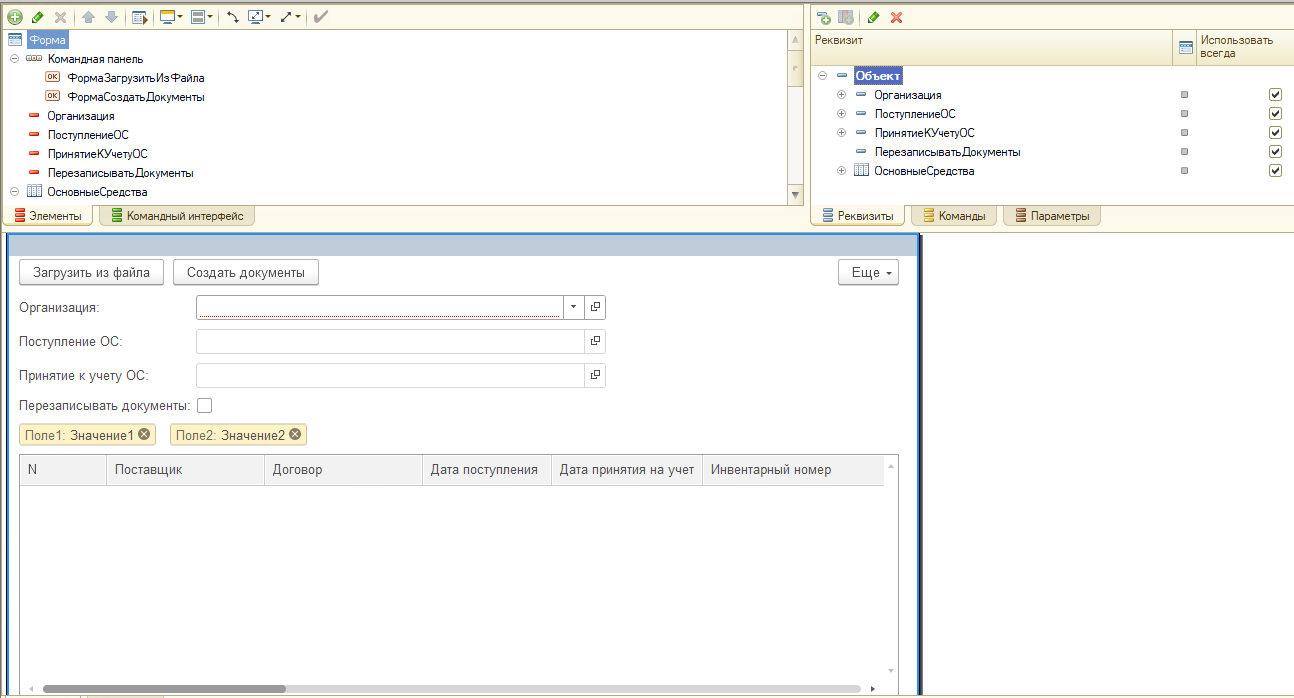 Форма
Командная панель
OK ФормаЗагрузитьИзФайла
OK ФормаСоздатьДокументы
Организация
ПоступлениеОС
ПринятиеКУчетуОС
ПерезаписыватьДокументы
ОсновныеСредства
Элементы Командный интерфейс
Реквизит Использовать
всегда
Объект
Организация
ПоступлениеОС
ПринятиеКУчетуОС
ПерезаписыватьДокументы
ОсновныеСредства
Реквизиты Команды Параметры
Загрузить из файла Создать документы Еще
Организация:
Поступление ОС:
Принятие к учету ОС:
Перезаписывать документы:
Поле1: Значение1 Поле2: Значение2
N Поставщик Договор Дата поступления Дата принятия на учет Инвентарный номер